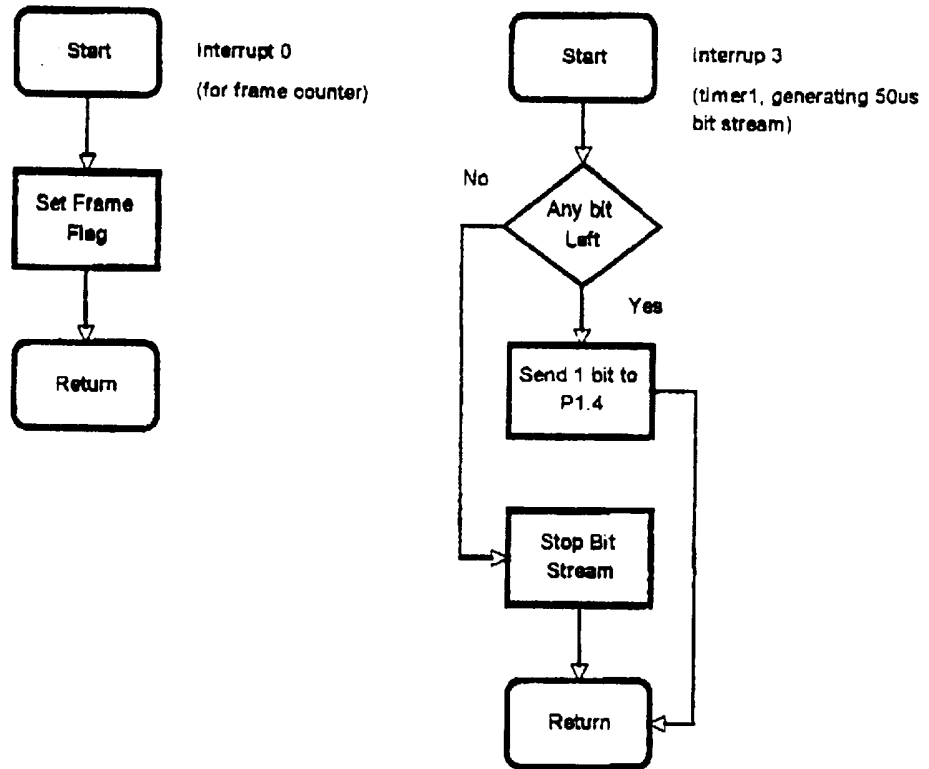 Start
Interrupt 0
(for frame counter)
Set Frame
Flag
Return
Start
Interrup 3
(timer1, generating 50us
bit stream)
No
Any bit
Left
Yes
Send 1 bit to
P1.4
Stop Bit
Stream
Return